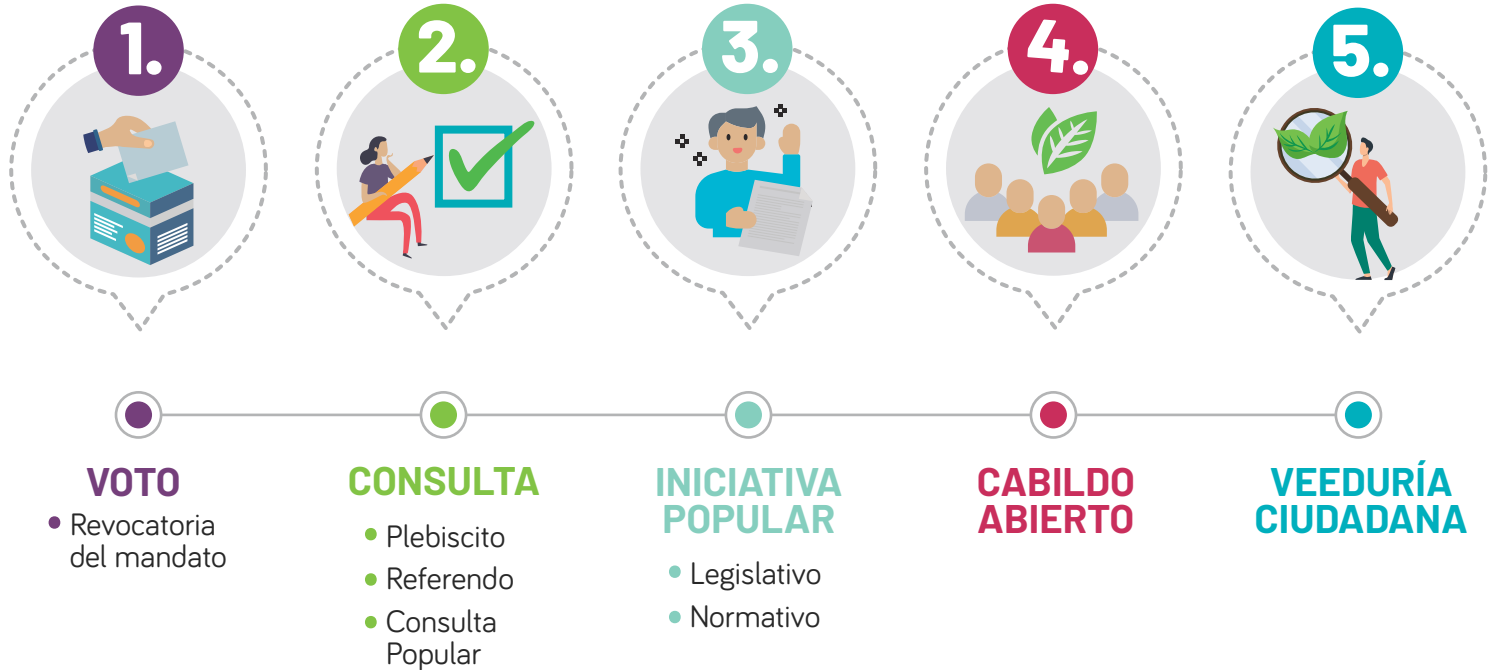 1.
2.
3.
4.
5.
VOTO
• Revocatoria
del mandato
CONSULTA
• Plebiscito
• Referendo
• Consulta
Popular
INICIATIVA
POPULAR
• Legislativo
• Normativo
CABILDO
ABIERTO
VEEDURÍA
CIUDADANA